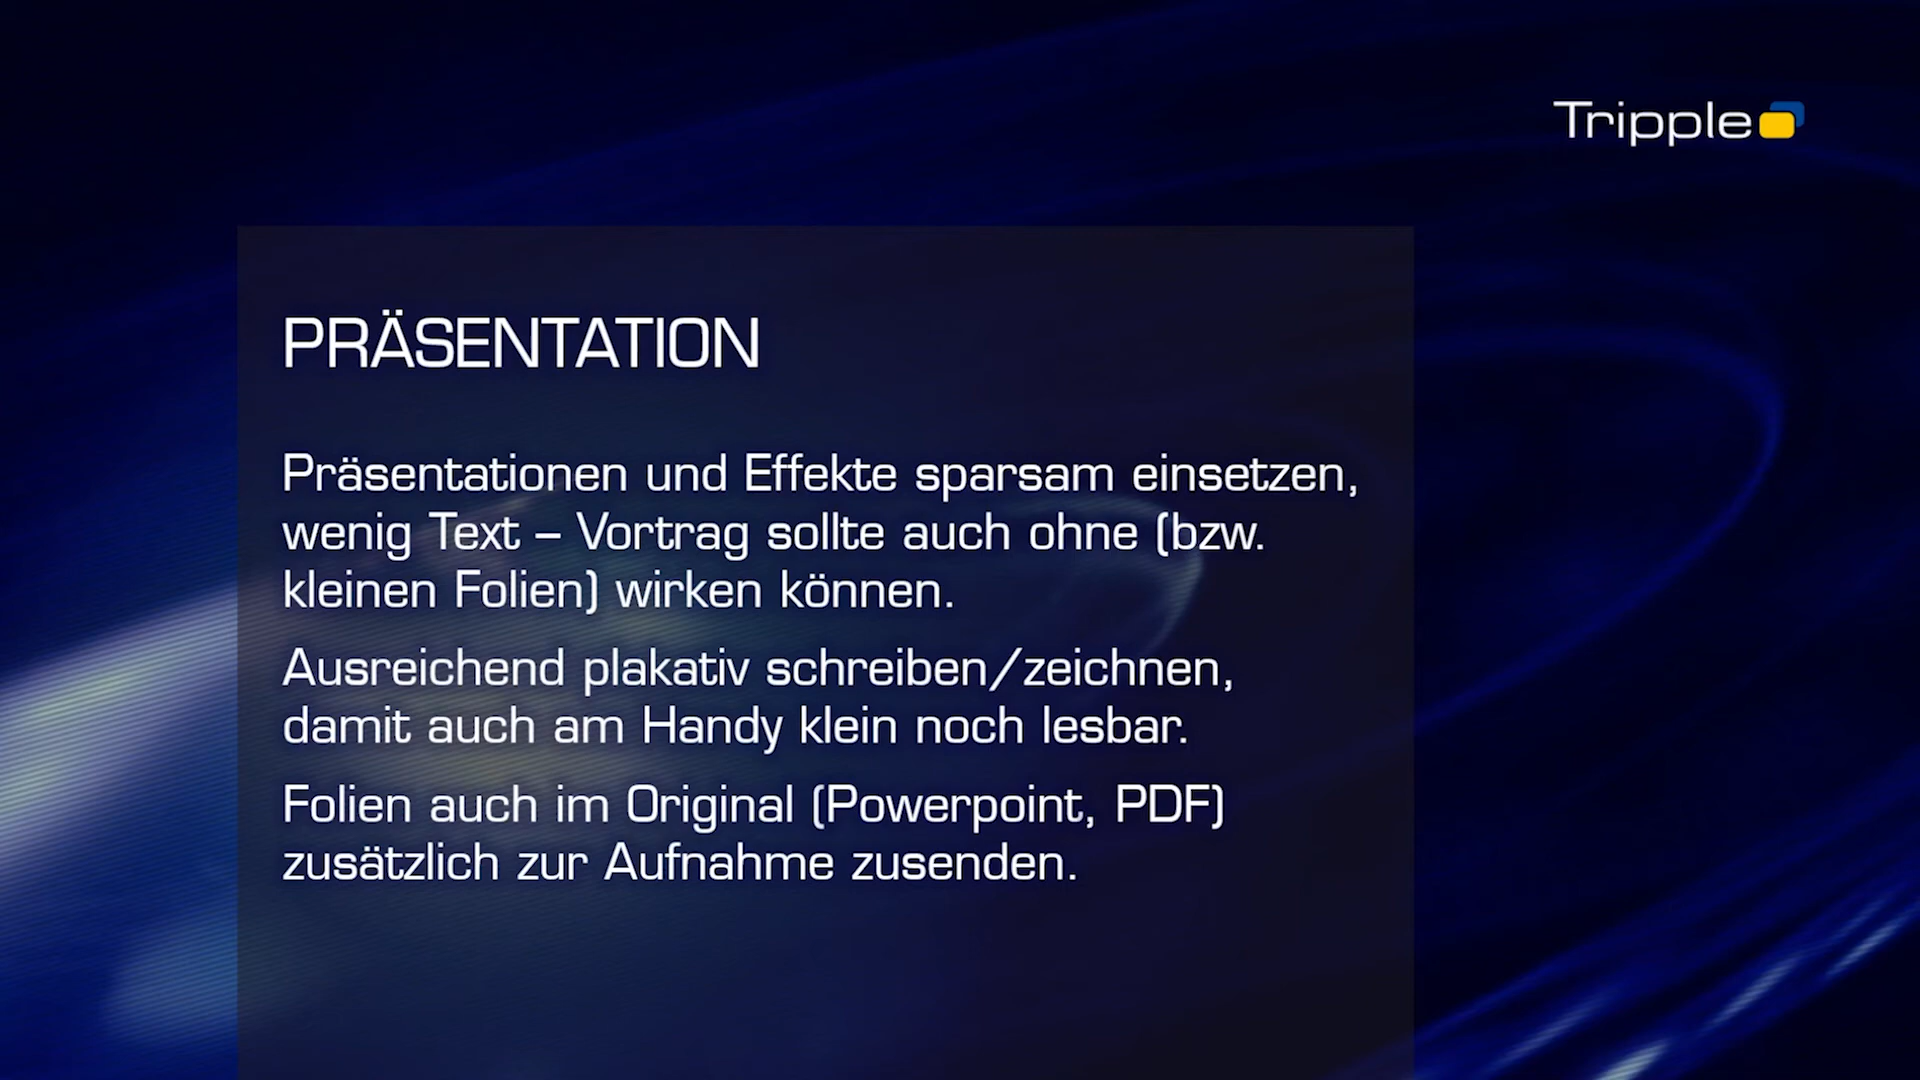 Tripple
PRÄSENTATION
Präsentationen und Effekte sparsam einsetzen,
wenig Text – Vortrag sollte auch ohne (bzw.
kleinen Folien) wirken können.
Ausreichend plakativ schreiben/zeichnen,
damit auch am Handy klein noch lesbar.
Folien auch im Original (Powerpoint, PDF)
zusätzlich zur Aufnahme zusenden.